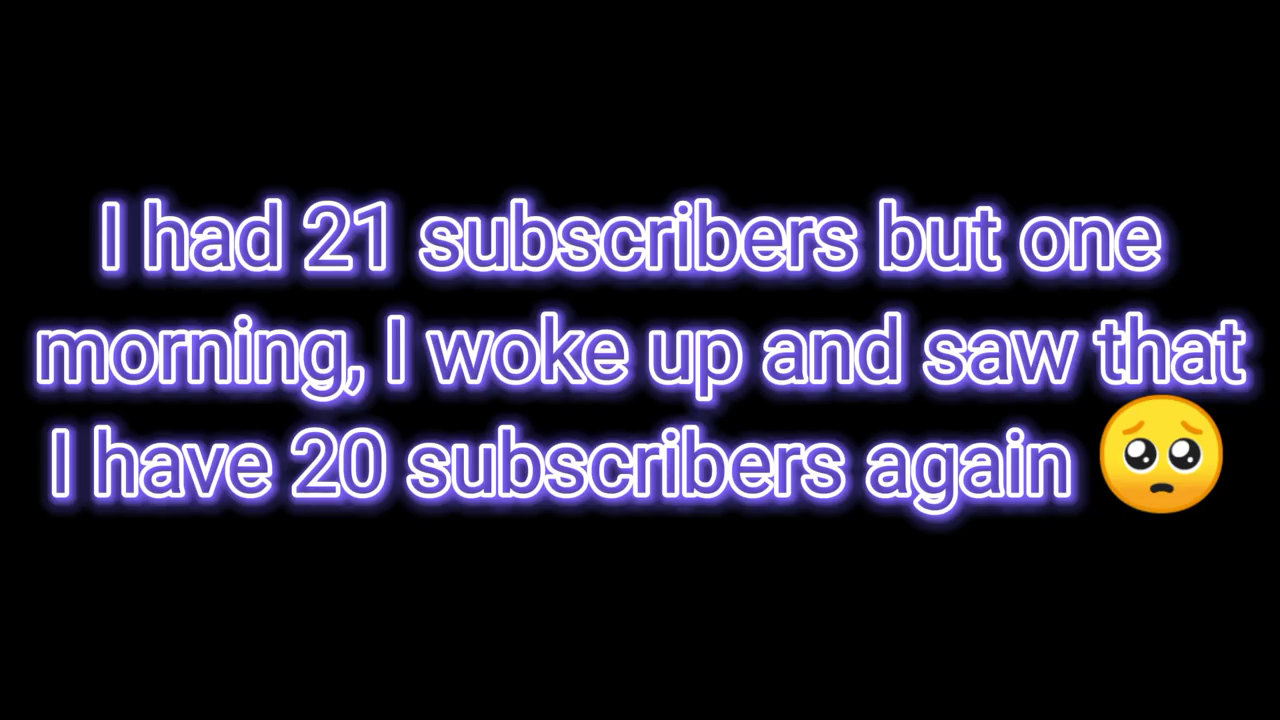 I had 21 subscribers but one
morning, I woke up and saw that
I have 20 subscribers again 🥺